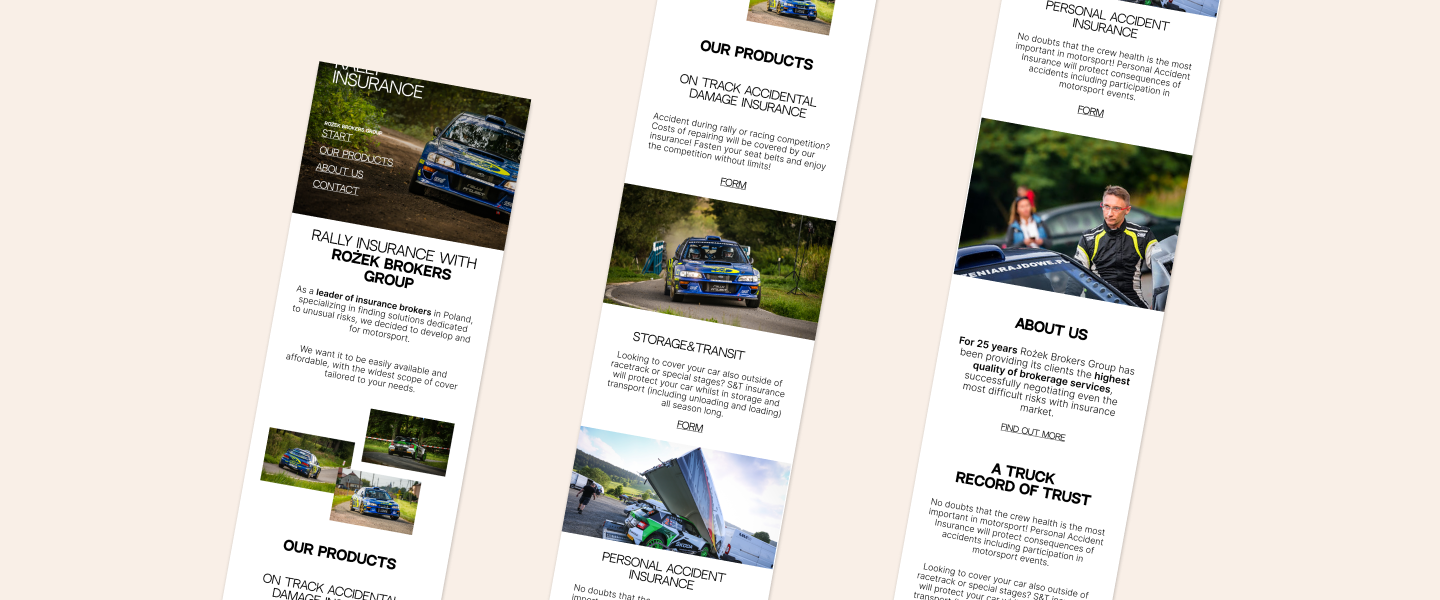 RALLY
INSURANCE
ROŻEK BROKERS GROUP
START
OUR PRODUCTS
ABOUT US
CONTACT
RALLY INSURANCE WITH
ROŻEK BROKERS
GROUP
As a leader of insurance brokers in Poland,
specializing in finding solutions dedicated
to unusual risks, we decided to develop and
for motorsport.
We want it to be easily available and
affordable, with the widest scope of cover
tailored to your needs.
OUR PRODUCTS
ON TRACK ACCIDENTAL
OUR PRODUCTS
ON TRACK ACCIDENTAL
DAMAGE INSURANCE
Accident during rally or racing competition?
Costs of repairing will be covered by our
insurance! Fasten your seat belts and enjoy
the competition without limits!
FORM
STORAGE&TRANSIT
Looking to cover your car also outside of
racetrack or special stages? S&T insurance
will protect your car whilst in storage and
transport (including unloading and loading)
all season long.
FORM
PERSONAL ACCIDENT
INSURANCE
No doubts that the
PERSONAL ACCIDENT
INSURANCE
No doubts that the crew health is the most
important in motorsport! Personal Accident
Insurance will protect consequences of
accidents including participation in
motorsport events.
FORM
ENIARAJDOWE.P
ABOUT US
For 25 years Rożek Brokers Group has
been providing its clients the highest
quality of brokerage services,
successfully negotiating even the
most difficult risks with insurance
market.
FIND OUT MORE
A TRUCK
RECORD OF TRUST
No doubts that the crew health is the most
important in motorsport! Personal Accident
Insurance will protect consequences of
accidents including participation in
motorsport events.
Looking to cover your car also outside of
racetrack or special stages? S&T insurance
will protect your car whilst in storage and